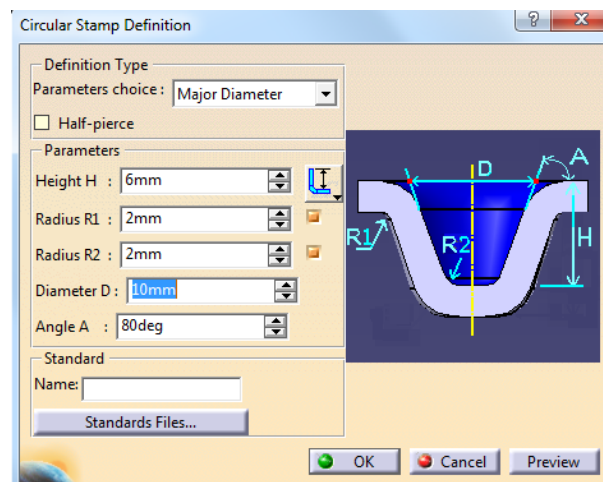 Circular Stamp Definition
? X
Definition Type
Parameters choice : Major Diameter
Half-pierce
Parameters
Height H : 6mm
Radius R1 : 2mm
Radius R2 : 2mm
Diameter D : 10mm
Angle A : 80deg
Standard
Name:
Standards Files...
D
A
R1
R2
H
OK Cancel Preview